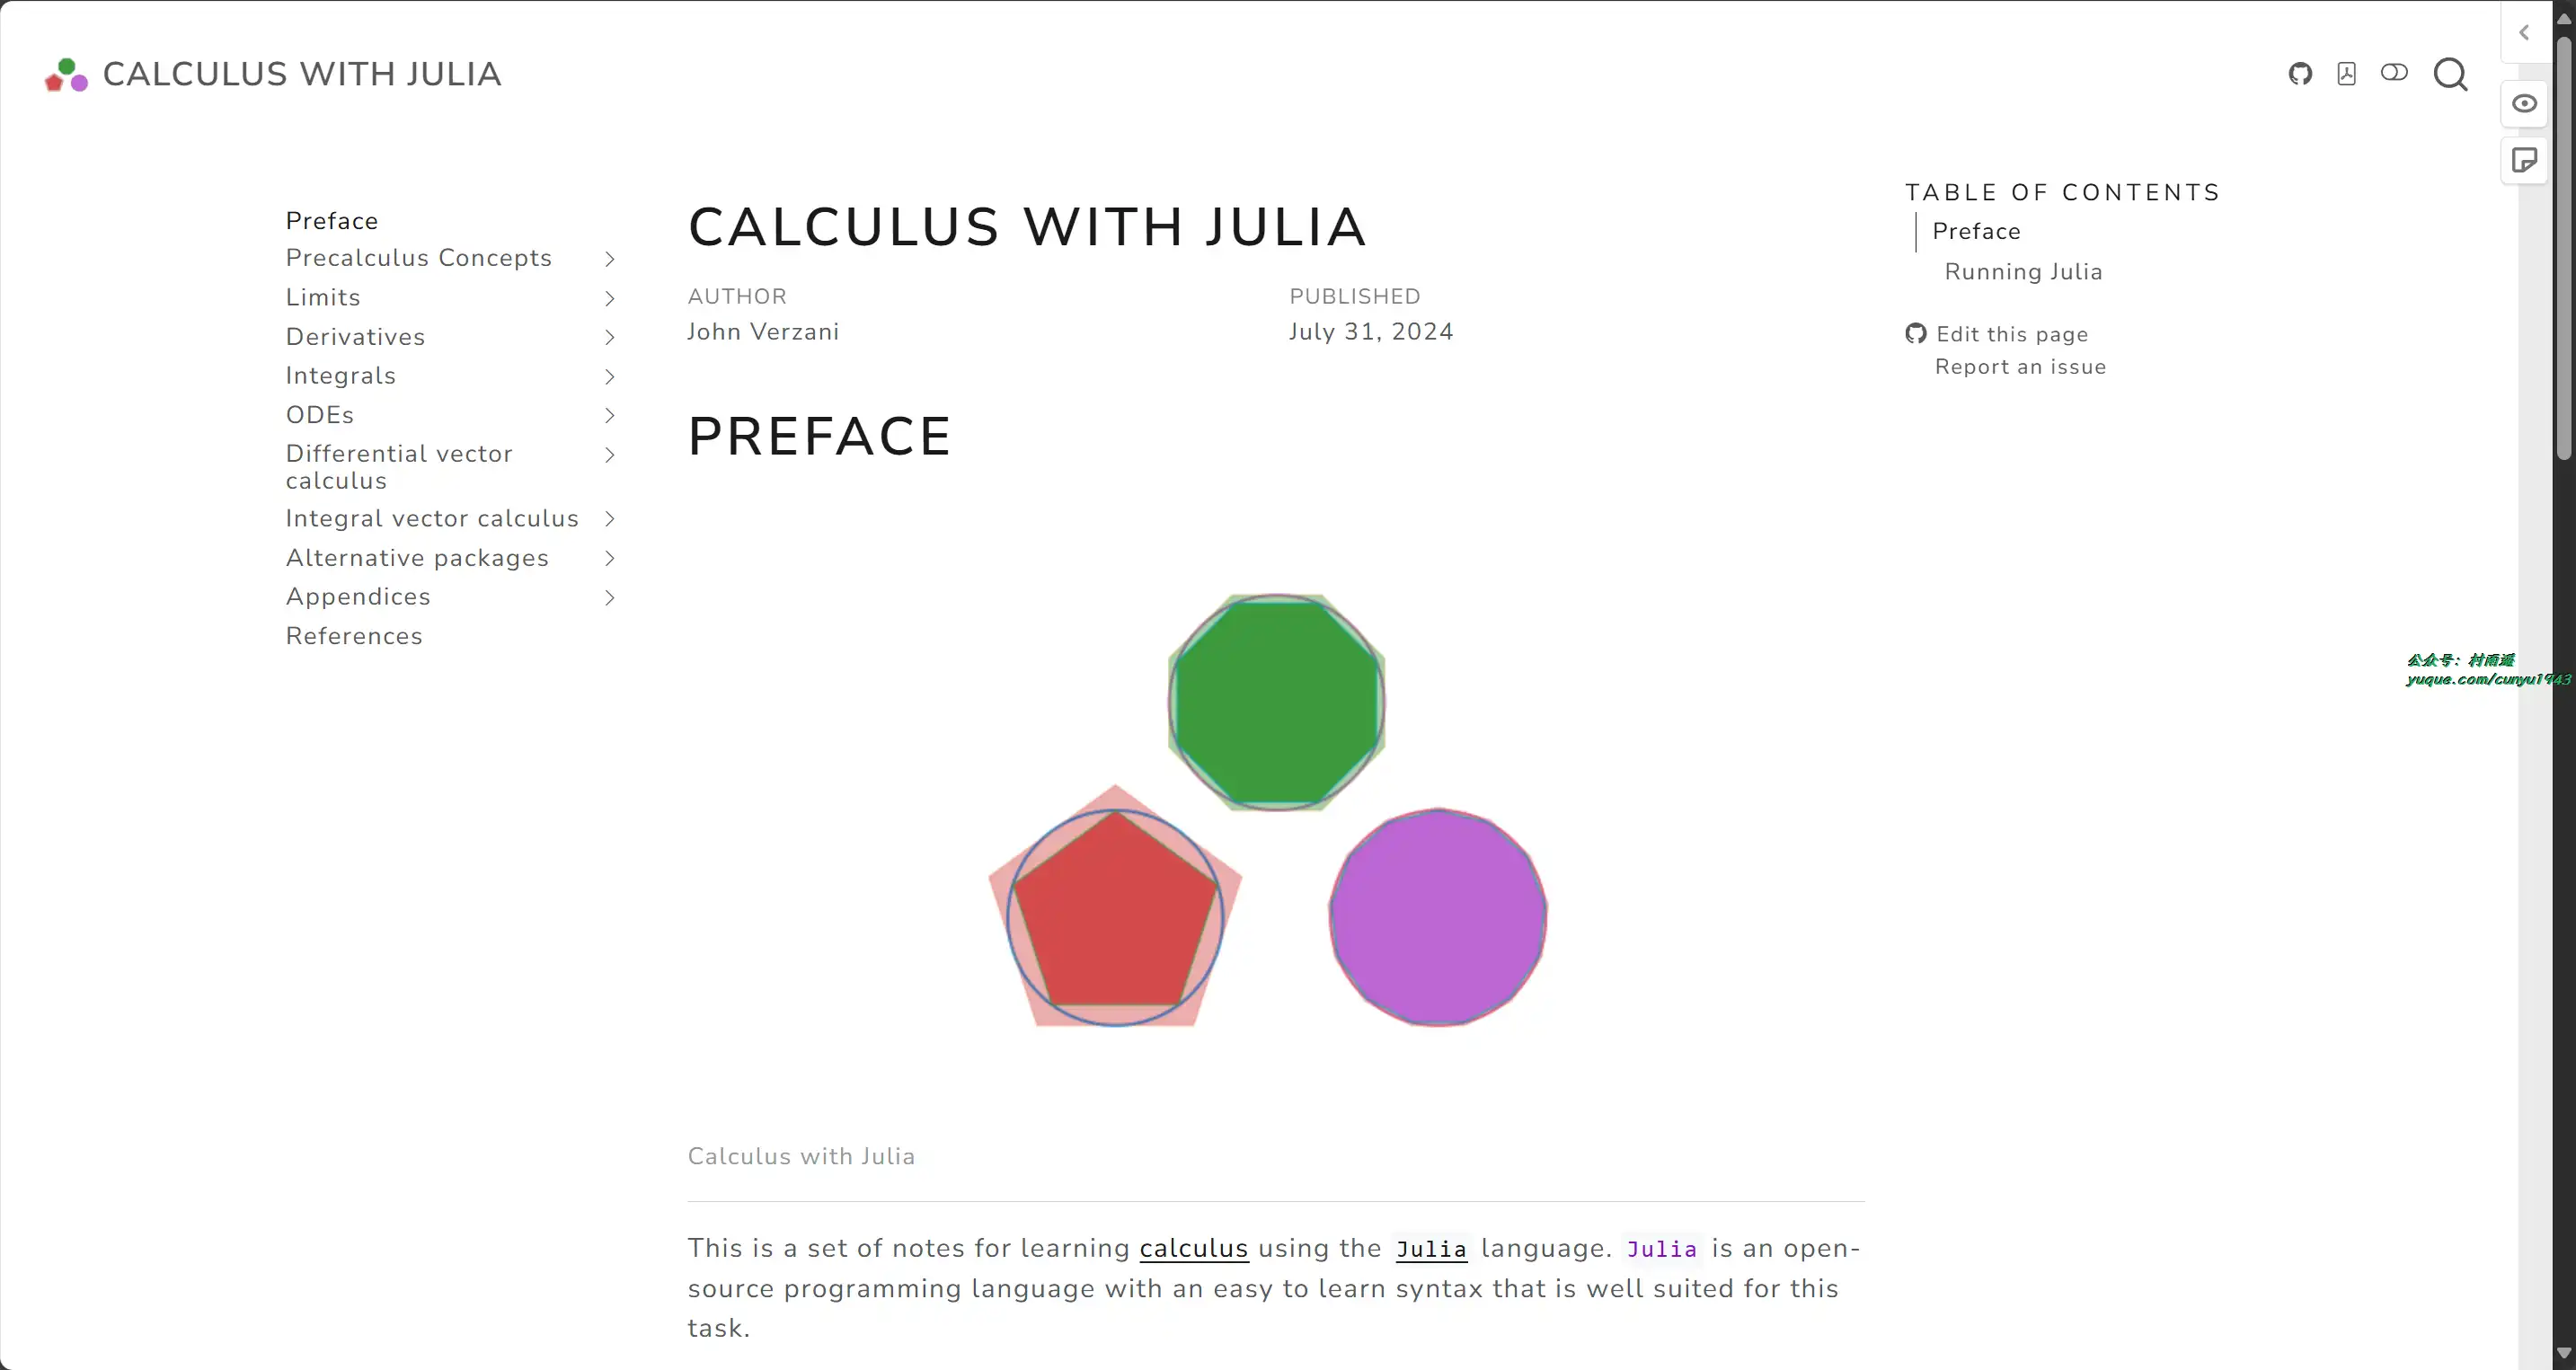 CALCULUS WITH JULIA
Preface
Precalculus Concepts
Limits
Derivatives
Integrals
ODEs
Differential vector
calculus
Integral vector calculus
Alternative packages
Appendices
References
CALCULUS WITH JULIA
AUTHOR
John Verzani
PUBLISHED
July 31, 2024
PREFACE
Calculus with Julia
This is a set of notes for learning calculus using the Julia language. Julia is an open-
source programming language with an easy to learn syntax that is well suited for this
task.
TABLE OF CONTENTS
Preface
Running Julia
Edit this page
Report an issue
公众号：村雨遥
yuque.com/cunyu1943